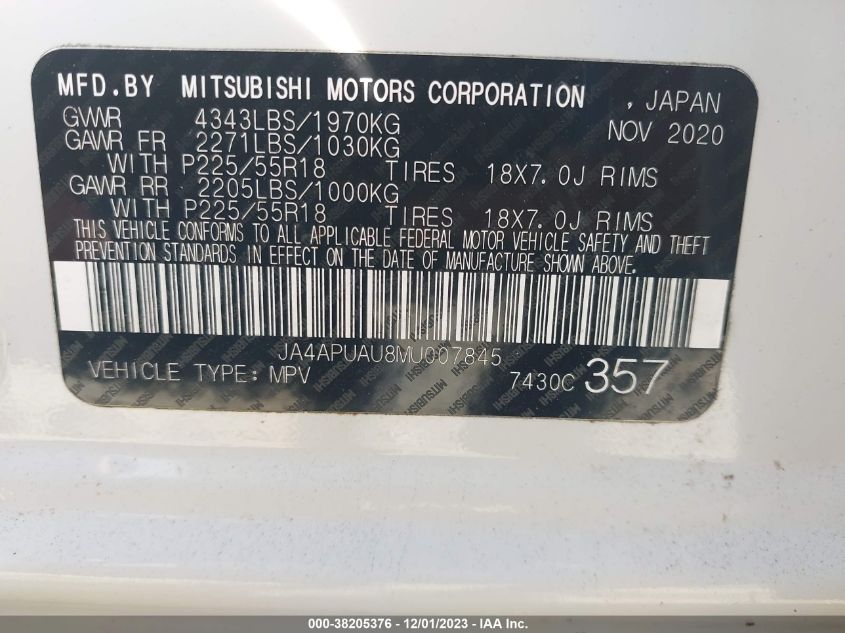 MFD.BY MITSUBISHI MOTORS CORPORATION , JAPAN
GVWR 4343LBS/1970KG NOV 2020
GAWR FR 2271LBS/1030KG
WITH P225/55R18 TIRES 18X7.0J RIMS
GAWR RR 2205LBS/1000KG
WITH P225/55R18 TIRES 18X7.0J RIMS
THIS VEHICLE CONFORMS TO ALL APPLICABLE FEDERAL MOTOR VEHICLE SAFETY AND THEFT
PREVENTION STANDARDS IN EFFECT ON THE DATE OF MANUFACTURE SHOWN ABOVE.
JA4APUAU8MU007845
VEHICLE TYPE: MPV 7430C 357
000-38205376 - 12/01/2023 - IAA Inc.